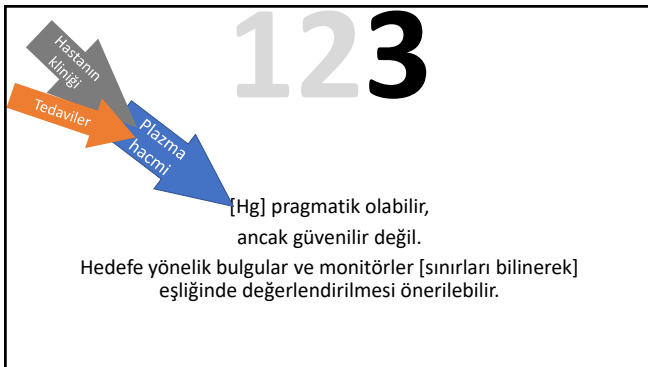 123
Hastanın
kliniği
Tedaviler
Plazma
hacmi
[Hg] pragmatik olabilir,
ancak güvenilir değil.
Hedefe yönelik bulgular ve monitörler [sınırları bilinerek]
eşliğinde değerlendirilmesi önerilebilir.